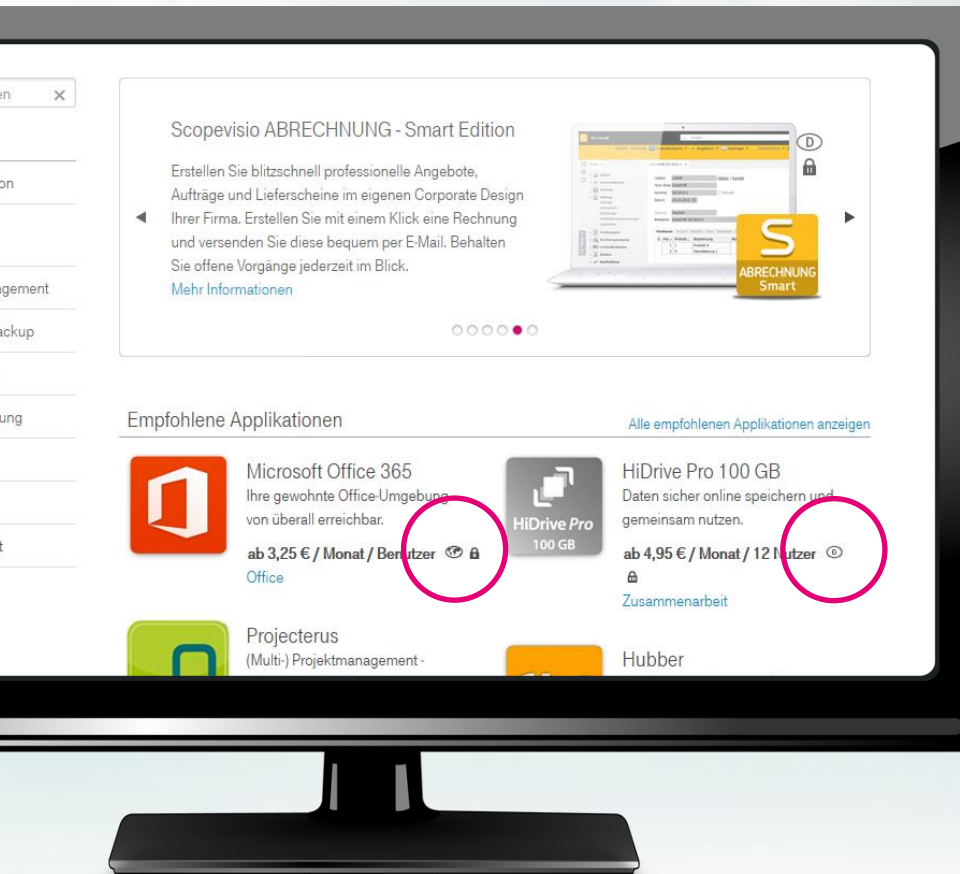 en
on
gement
ackup
ung
t
Scopevisio ABRECHNUNG - Smart Edition
Erstellen Sie blitzschnell professionelle Angebote,
Aufträge und Lieferscheine im eigenen Corporate Design
Ihrer Firma. Erstellen Sie mit einem Klick eine Rechnung
und versenden Sie diese bequem per E-Mail. Behalten
Sie offene Vorgänge jederzeit im Blick.
Mehr Informationen
D
S
ABRECHNUNG
Smart
Empfohlene Applikationen
Alle empfohlenen Applikationen anzeigen
Microsoft Office 365
Ihre gewohnte Office-Umgebung
von überall erreichbar.
ab 3,25 € / Monat / Benutzer
Office
HiDrive Pro
100 GB
HiDrive Pro 100 GB
Daten sicher online speichern und
gemeinsam nutzen.
ab 4,95 € / Monat / 12 Nutzer D
Zusammenarbeit
Projecterus
(Multi-) Projektmanagement -
Hubber